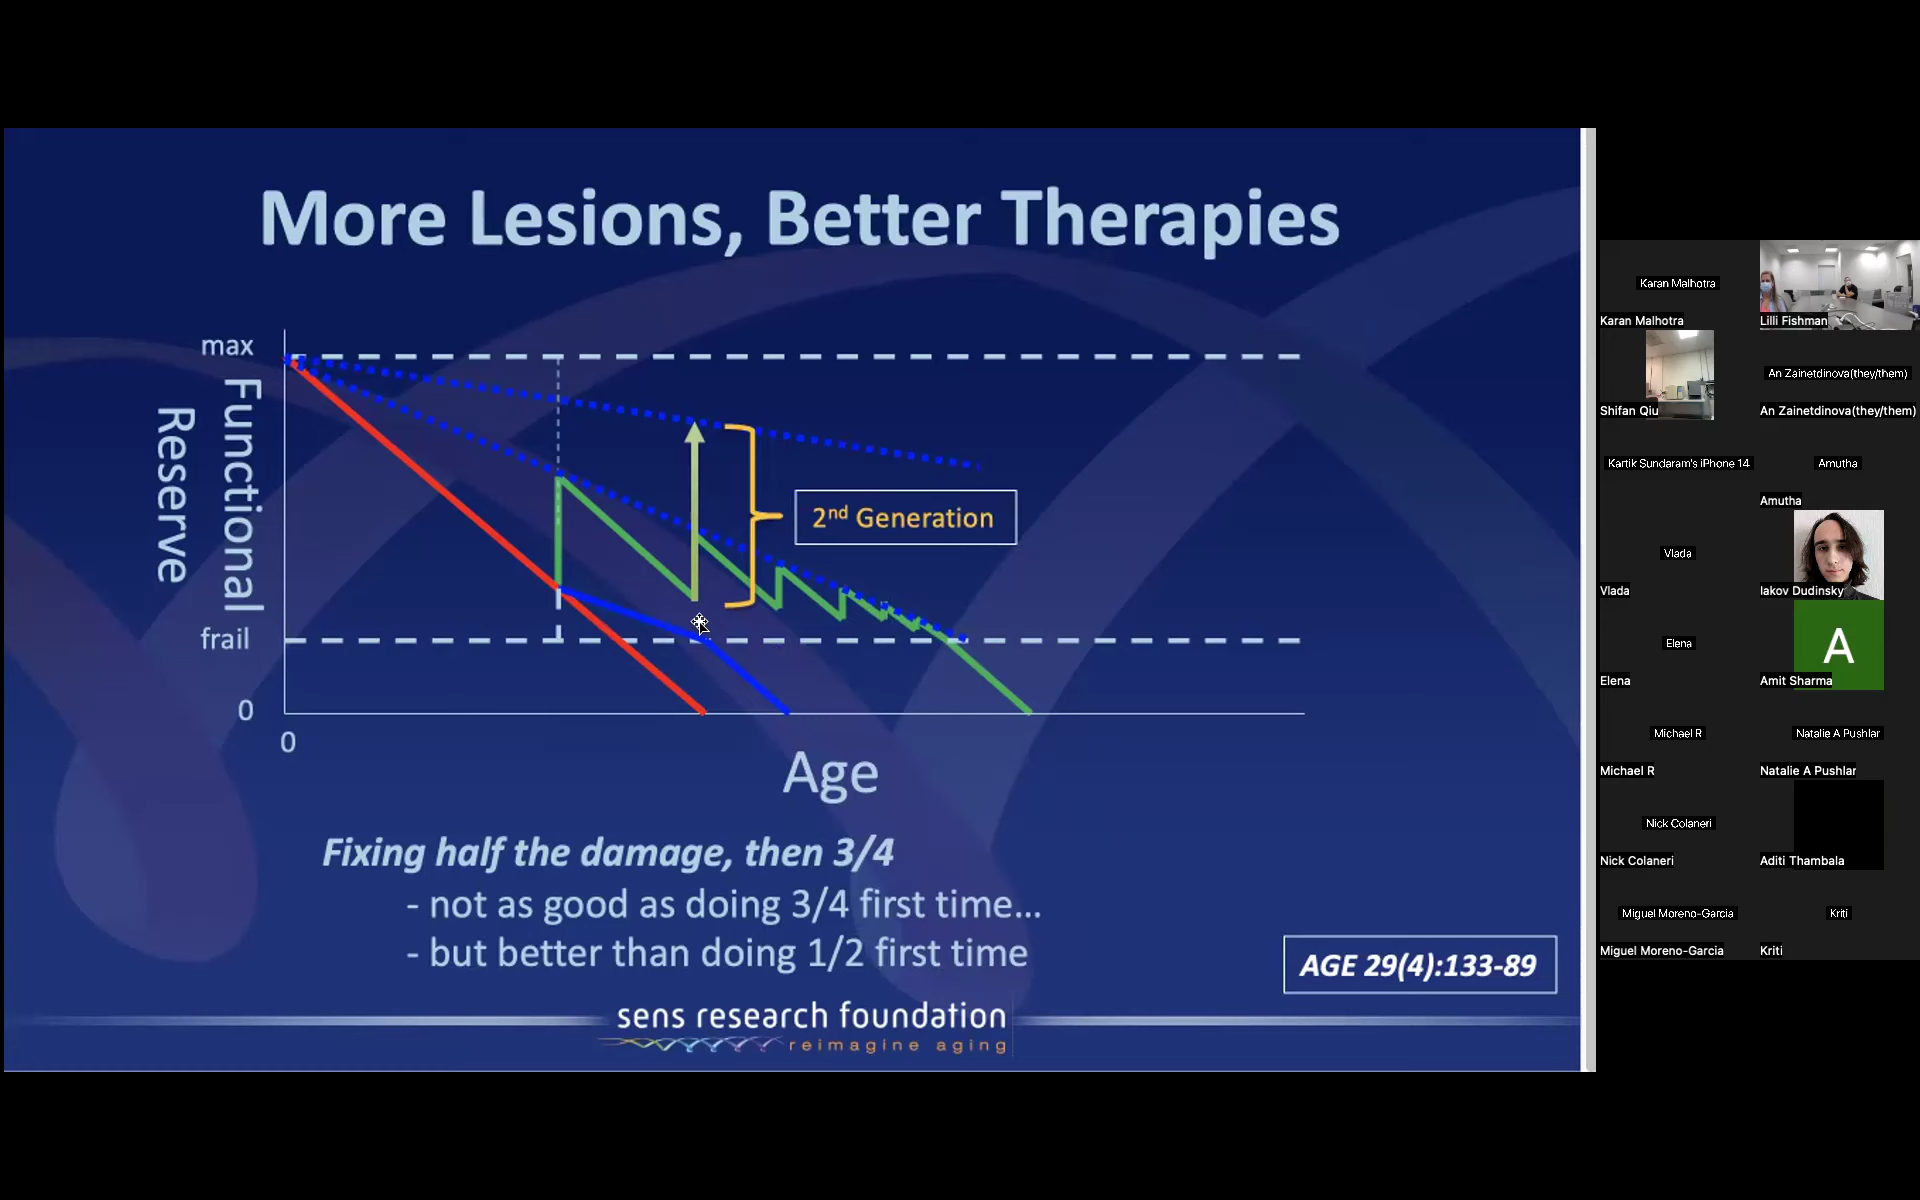 More Lesions, Better Therapies
max
Functional
Reserve
frail
0
0
2nd Generation
Age
Fixing half the damage, then 3/4
- not as good as doing 3/4 first time...
- but better than doing 1/2 first time
AGE 29(4):133-89
sens research foundation
reimagine aging
Karan Malhotra
Karan Malhotra
Lilli Fishman
Shifan Qiu
An Zainetdinova(they/them)
An Zainetdinova(they/them)
Kartik Sundaram's iPhone 14
Amutha
Amutha
Vlada
Vlada
Iakov Dudinsky
Elena
Elena
A
Amit Sharma
Michael R
Michael R
Natalie A Pushlar
Natalie A Pushlar
Nick Colaneri
Nick Colaneri
Aditi Thambala
Miguel Moreno-Garcia
Miguel Moreno-Garcia
Kriti
Kriti